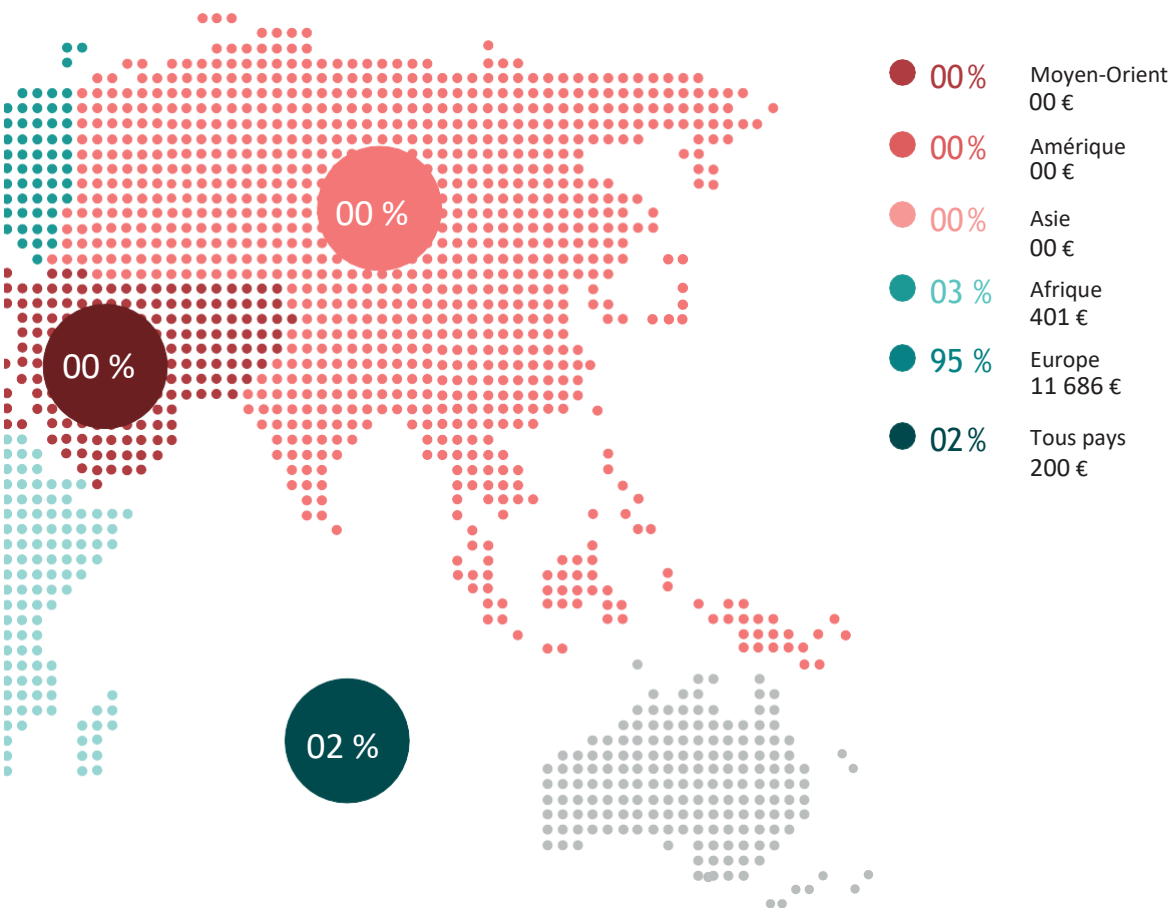 00 %
00 %
02 %
00 % Moyen-Orient
00 €
00 % Amérique
00 €
00 % Asie
00 €
03 % Afrique
401 €
95 % Europe
11 686 €
02 % Tous pays
200 €